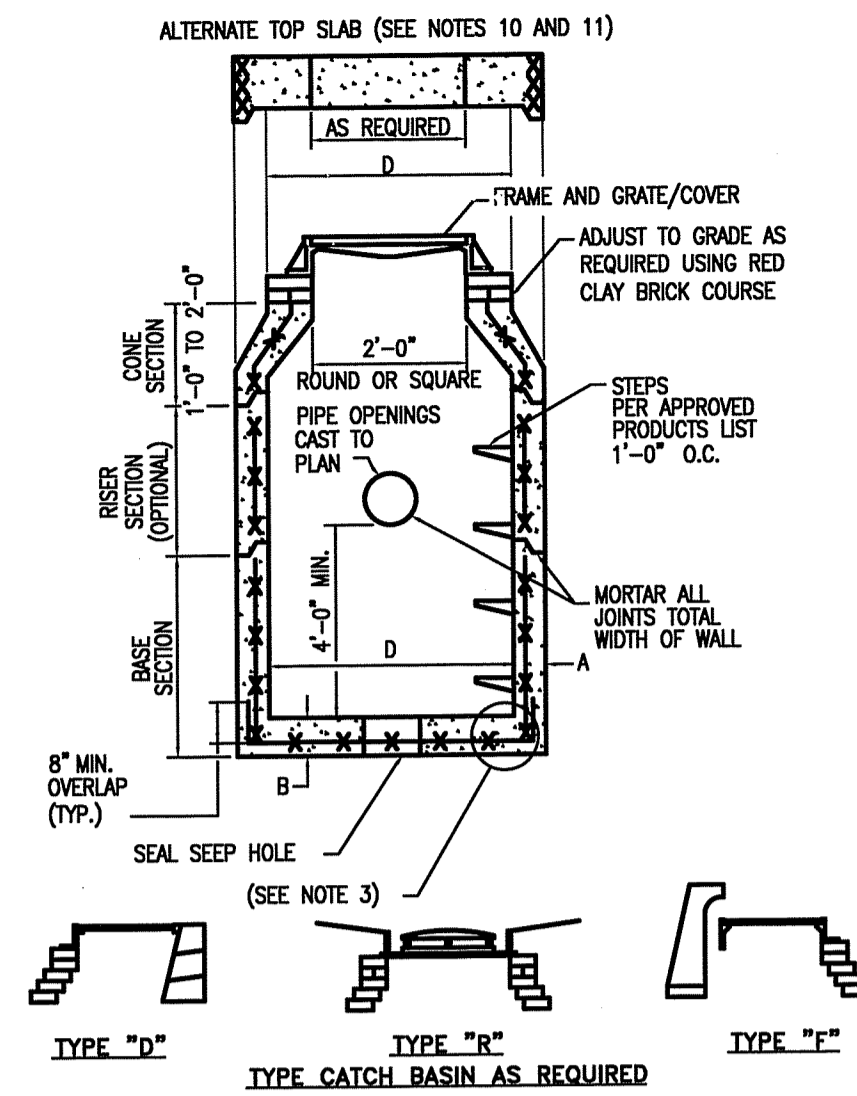 ALTERNATE TOP SLAB (SEE NOTES 10 AND 11)
AS REQUIRED
D
FRAME AND GRATE/COVER
ADJUST TO GRADE AS
REQUIRED USING RED
CLAY BRICK COURSE
CONE
SECTION
1'-0" TO 2'-0"
2'-0"
ROUND OR SQUARE
PIPE OPENINGS
CAST TO
PLAN
STEPS
PER APPROVED
PRODUCTS LIST
1'-0" O.C.
RISER
SECTION
(OPTIONAL)
4'-0" MIN.
MORTAR ALL
JOINTS TOTAL
WIDTH OF WALL
BASE
SECTION
D
A
8" MIN.
OVERLAP
(TYP.)
B
SEAL SEEP HOLE
(SEE NOTE 3)
TYPE "D"
TYPE "R"
TYPE "F"
TYPE CATCH BASIN AS REQUIRED